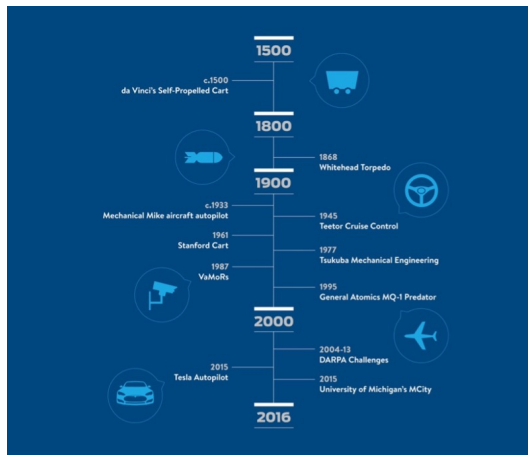 1500
c.1500
da Vinci's Self-Propelled Cart
1800
1868
Whitehead Torpedo
1900
c.1933
Mechanical Mike aircraft autopilot
1945
Teetor Cruise Control
1961
Stanford Cart
1977
Tsukuba Mechanical Engineering
1987
VaMoRs
1995
General Atomics MQ-1 Predator
2000
2004-13
DARPA Challenges
2015
Tesla Autopilot
2015
University of Michigan's MCity
2016